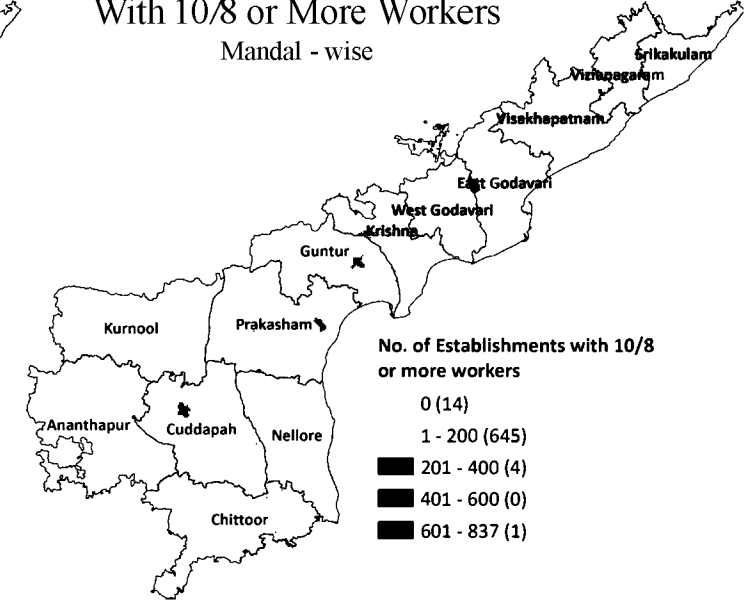 With 10/8 or More Workers
Mandal - wise
Srikakulam
Vizianagaram
Visakhapatnam
East Godavari
West Godavari
Krishna
Guntur
Kurnool
Prakasham
Ananthapur
Cuddapah
Nellore
Chittoor
No. of Establishments with 10/8
or more workers
0 (14)
1 - 200 (645)
201 - 400 (4)
401 - 600 (0)
601 - 837 (1)